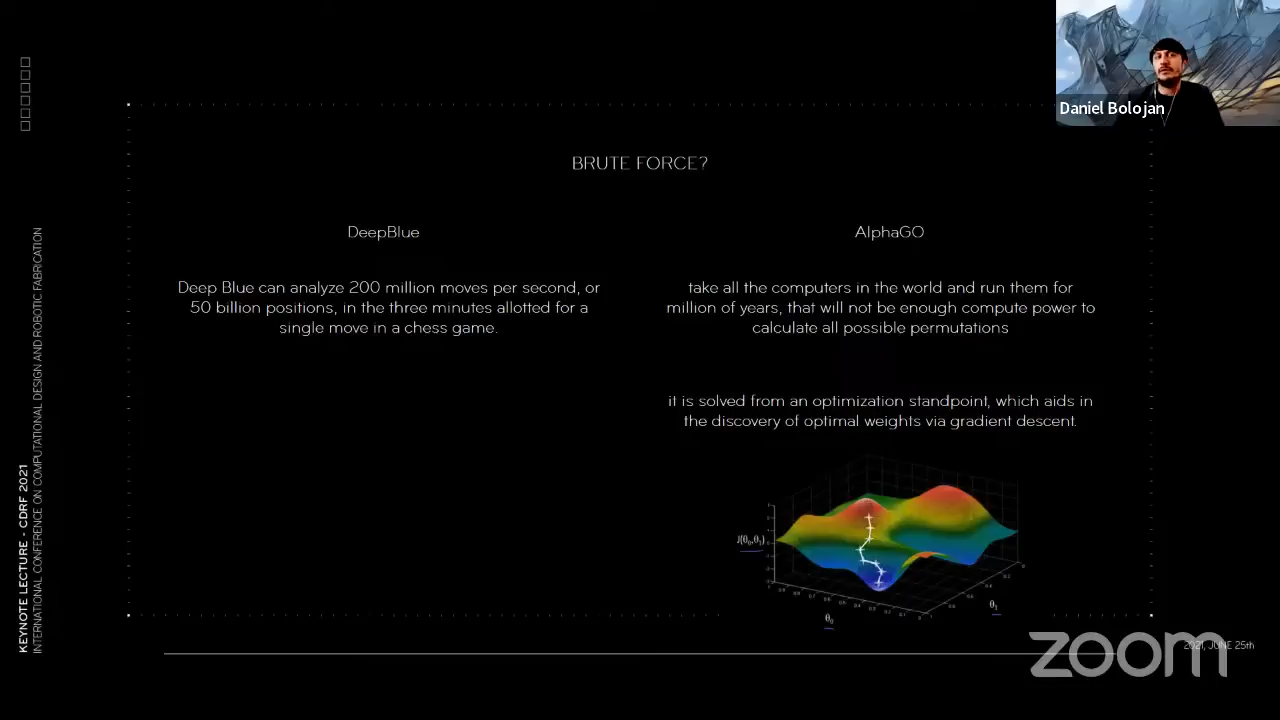 Daniel Bolojan
BRUTE FORCE?
DeepBlue
Deep Blue can analyze 200 million moves per second, or
50 billion positions, in the three minutes allotted for a
single move in a chess game.
AlphaGO
take all the computers in the world and run them for
million of years, that will not be enough compute power to
calculate all possible permutations
it is solved from an optimization standpoint, which aids in
the discovery of optimal weights via gradient descent.
J(θ₀,θ₁)
θ₀
θ₁
KEYNOTE LECTURE - CDRF 2021
INTERNATIONAL CONFERENCE ON COMPUTATIONAL DESIGN AND ROBOTIC FABRICATION
2021, JUNE 25th
zoom